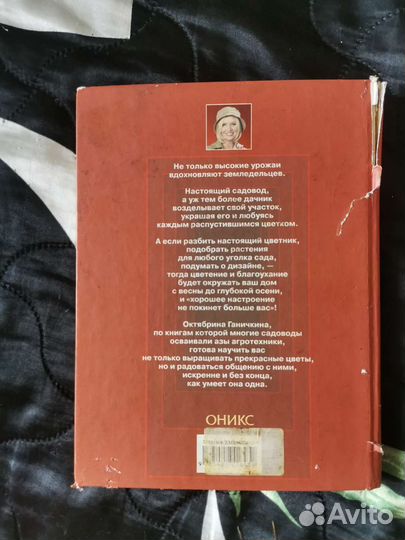 Не только высокие урожаи
вдохновляют земледельцев.
Настоящий садовод,
а уж тем более дачник
возделывает свой участок,
украшая его и любуясь
каждым распустившимся цветком.
А если разбить настоящий цветник,
подобрать растения
для любого уголка сада,
подумать о дизайне, —
тогда цветение и благоухание
будет окружать ваш дом
с весны до глубокой осени,
и «хорошее настроение
не покинет больше вас»!
Октябрина Ганичкина,
по книгам которой многие садоводы
осваивали азы агротехники,
готова научить вас
не только выращивать прекрасные цветы,
но и радоваться общению с ними,
искренне и без конца,
как умеет она одна.
ОНИКС
Avito